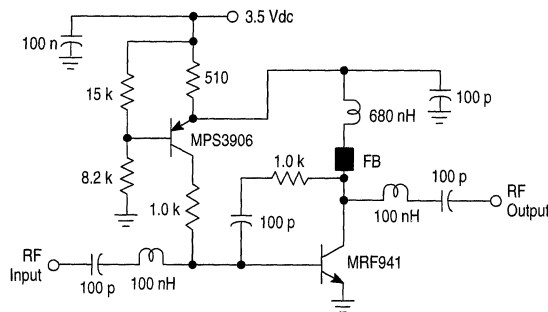 3.5 Vdc
100 n
510
15 k
MPS3906
680 nH
100 p
8.2 k
1.0 k
1.0 k
FB
100 p
100 p
RF
Output
100 nH
RF
Input
100 p
100 nH
MRF941